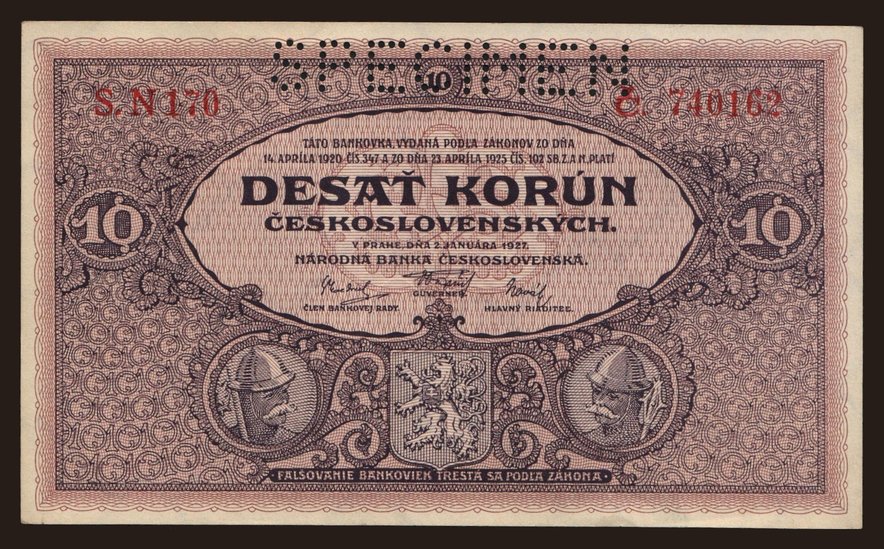 SPECIMEN
10
S. N 170
č. 740162
TÁTO BANKOVKA, VYDANÁ PODĽA ZÁKONOV ZO DŇA
14. APRÍLA 1920 ČÍS 347 A ZO DŇA 23. APRÍLA 1925 ČÍS. 102 SB. Z. A N. PLATÍ
DESAŤ KORÚN
ČESKOSLOVENSKÝCH.
10
10
V PRAHE, DŇA 2. JANUÁRA 1927.
NÁRODNÁ BANKA ČESKOSLOVENSKÁ.
GUVERNER.
ČLEN BANKOVEJ RADY.
HLAVNÝ RIADITEĽ.
FALŠOVANIE BANKOVIEK TRESTÁ SA PODĽA ZÁKONA